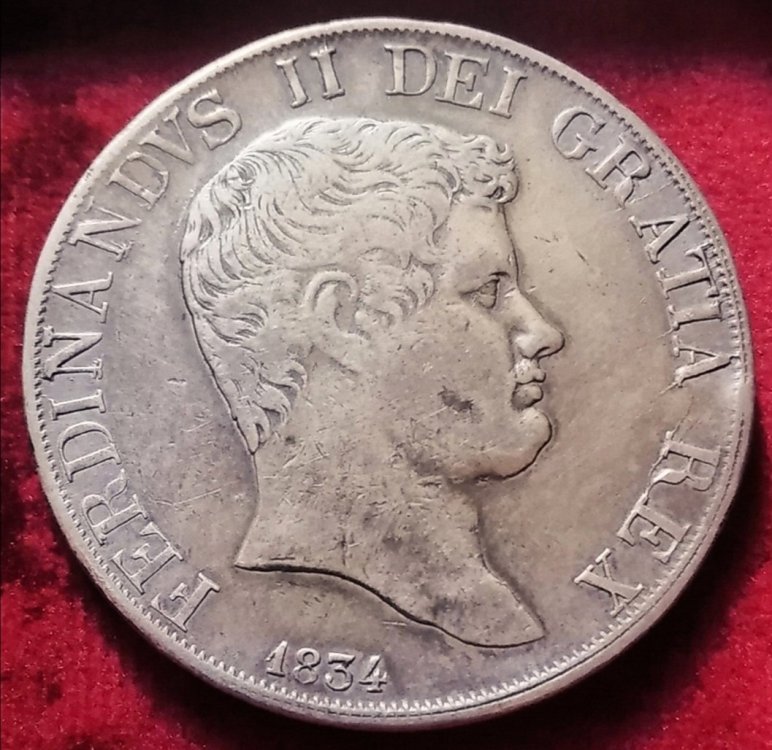 FERDINANDVS II DEI GRATIA REX
1834